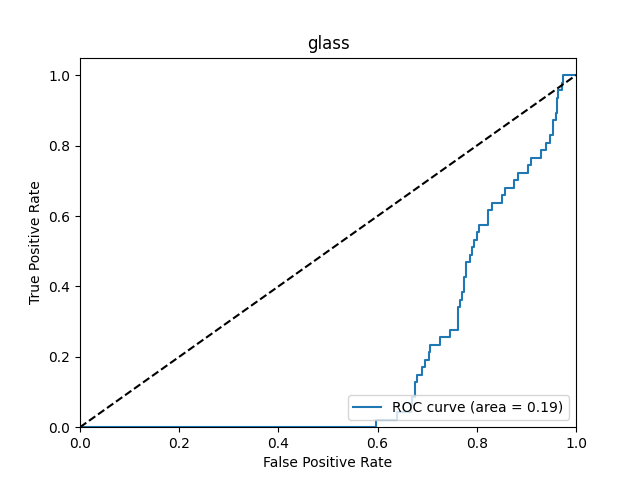 glass
True Positive Rate
1.0
0.8
0.6
0.4
0.2
0.0
ROC curve (area = 0.19)
0.0 0.2 0.4 0.6 0.8 1.0
False Positive Rate